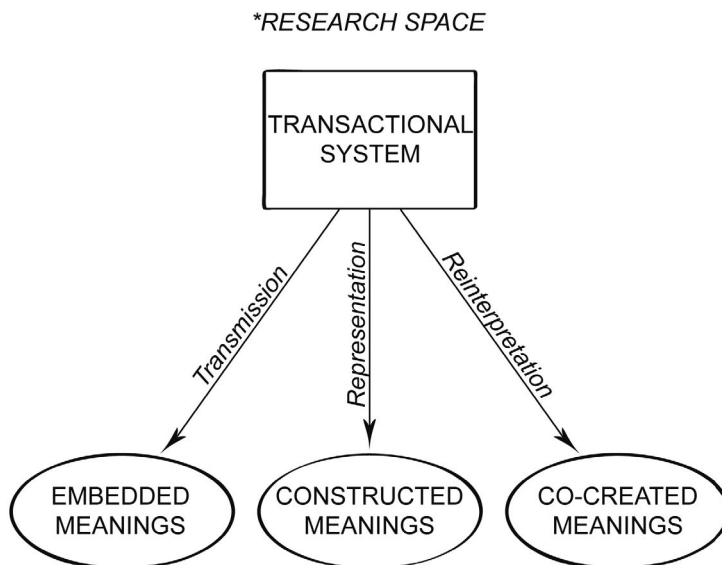 *RESEARCH SPACE
TRANSACTIONAL
SYSTEM
Transmission
Representation
Reinterpretation
EMBEDDED
MEANINGS
CONSTRUCTED
MEANINGS
CO-CREATED
MEANINGS